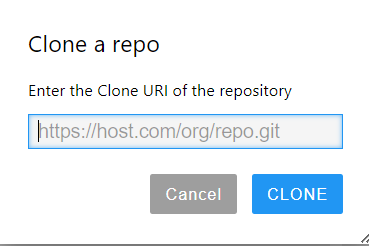 Clone a repo
Enter the Clone URI of the repository
https://host.com/org/repo.git
Cancel CLONE